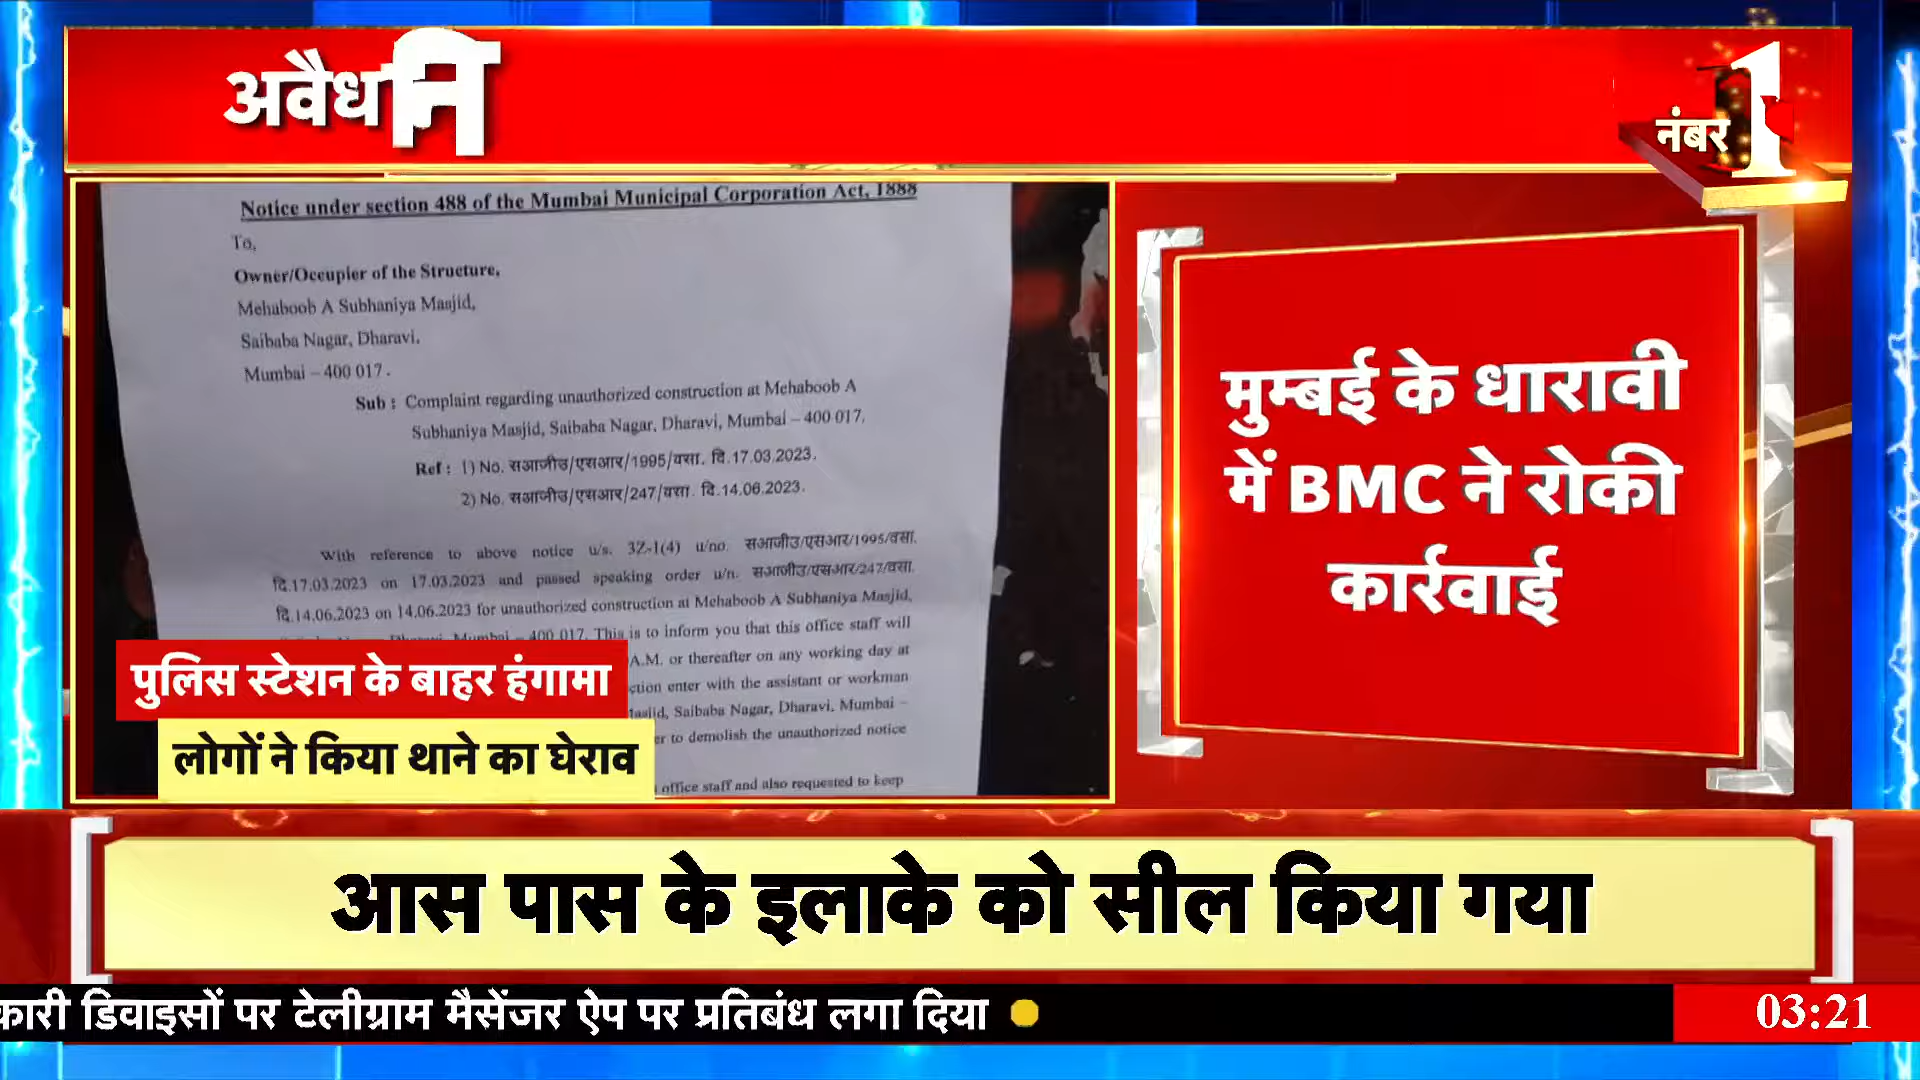 अवैध नि
नंबर 1
Notice under section 488 of the Mumbai Municipal Corporation Act, 1888
To,
Owner/Occupier of the Structure,
Mehaboob A Subhaniya Masjid,
Saibaba Nagar, Dharavi,
Mumbai – 400 017.
Sub : Complaint regarding unauthorized construction at Mehaboob A
Subhaniya Masjid, Saibaba Nagar, Dharavi, Mumbai – 400 017.
Ref : 1) No. सआजीउ/एसआर/1995/वसा. दि.17.03.2023.
2) No. सआजीउ/एसआर/247/वसा. दि.14.06.2023.
With reference to above notice u/s. 3Z-1(4) u/no. सआजीउ/एसआर/1995/वसा.
दि.17.03.2023 on 17.03.2023 and passed speaking order u/n. सआजीउ/एसआर/247/वसा.
दि.14.06.2023 on 14.06.2023 for unauthorized construction at Mehaboob A Subhaniya Masjid,
Mumbai – 400 017. This is to inform you that this office staff will
A.M. or thereafter on any working day at
ction enter with the assistant or workman
Masjid, Saibaba Nagar, Dharavi, Mumbai –
er to demolish the unauthorized notice
office staff and also requested to keep
पुलिस स्टेशन के बाहर हंगामा
लोगों ने किया थाने का घेराव
मुम्बई के धारावी
में BMC ने रोकी
कार्रवाई
आस पास के इलाके को सील किया गया
कारी डिवाइसों पर टेलीग्राम मैसेंजर ऐप पर प्रतिबंध लगा दिया
03:21